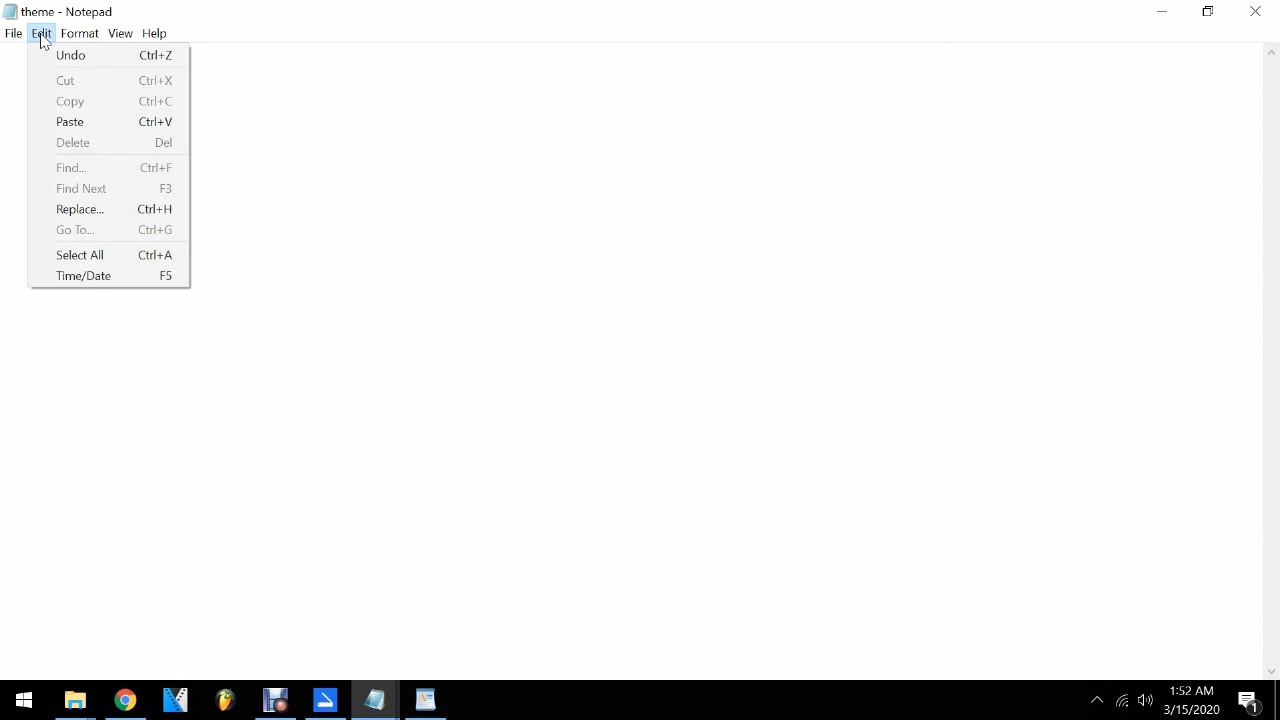 theme - Notepad
File Edit Format View Help
Undo Ctrl+Z
Cut Ctrl+X
Copy Ctrl+C
Paste Ctrl+V
Delete Del
Find... Ctrl+F
Find Next F3
Replace... Ctrl+H
Go To... Ctrl+G
Select All Ctrl+A
Time/Date F5
1:52 AM
3/15/2020
1